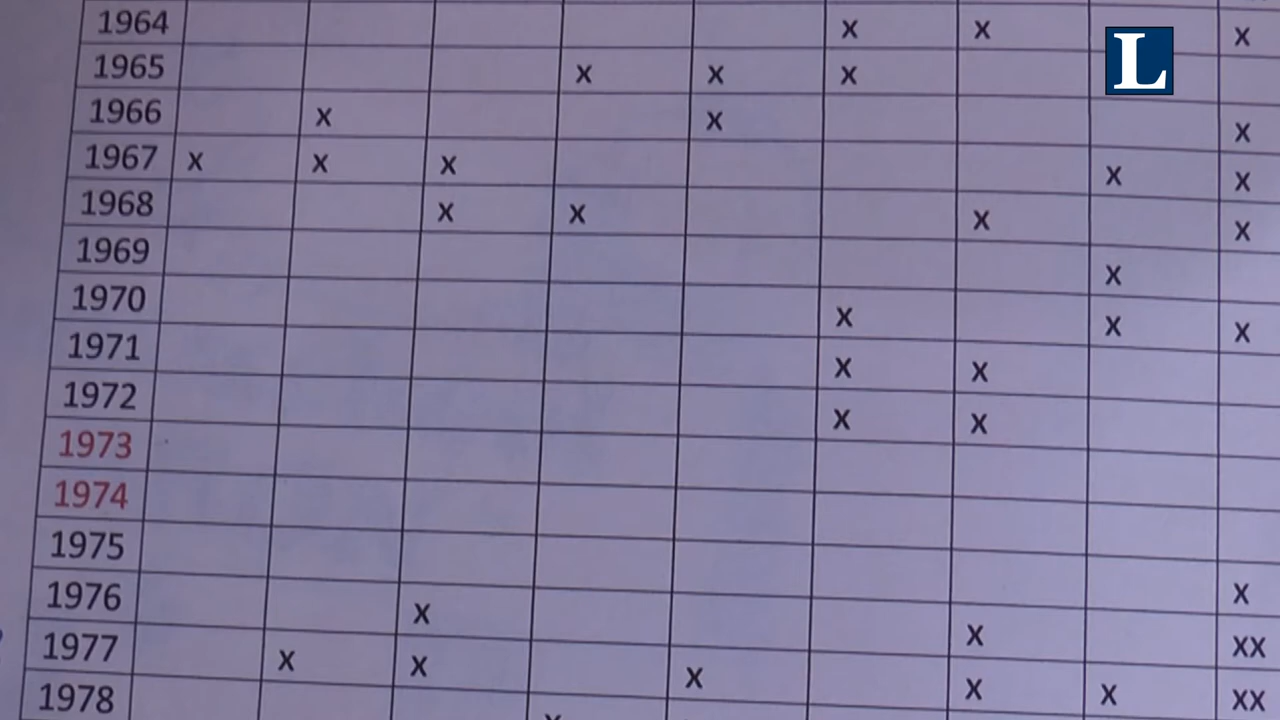 1964 x x x
L
1965 x x x
1966 x x x
1967 x x x x x
1968 x x x x
1969 x
1970 x x x
1971 x x
1972 x x
1973
1974
1975 x
1976 x x xx
1977 x x x x x xx
1978